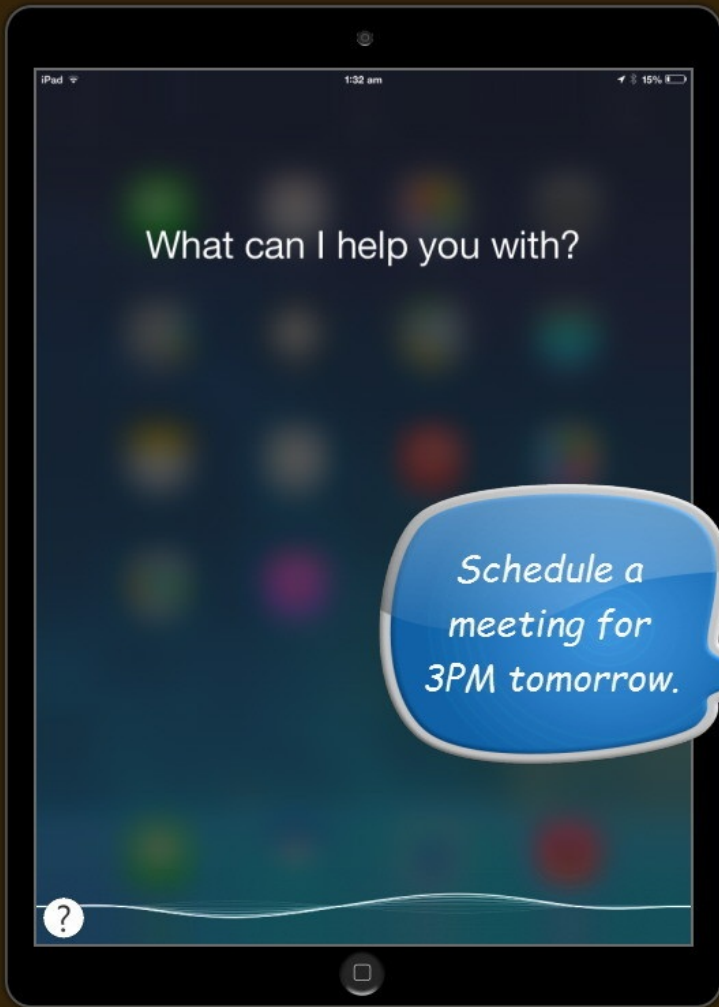 iPad 1:32 am 15%
What can I help you with?
Schedule a
meeting for
3PM tomorrow.
?